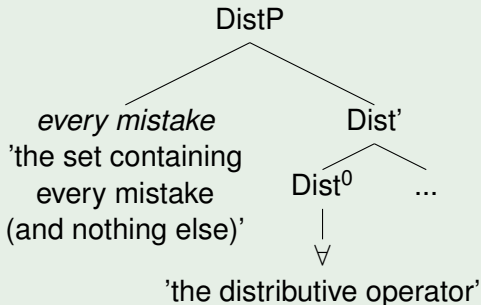 DistP
every mistake Dist'
'the set containing
every mistake
(and nothing else)'
Dist⁰ ...
∀
'the distributive operator'